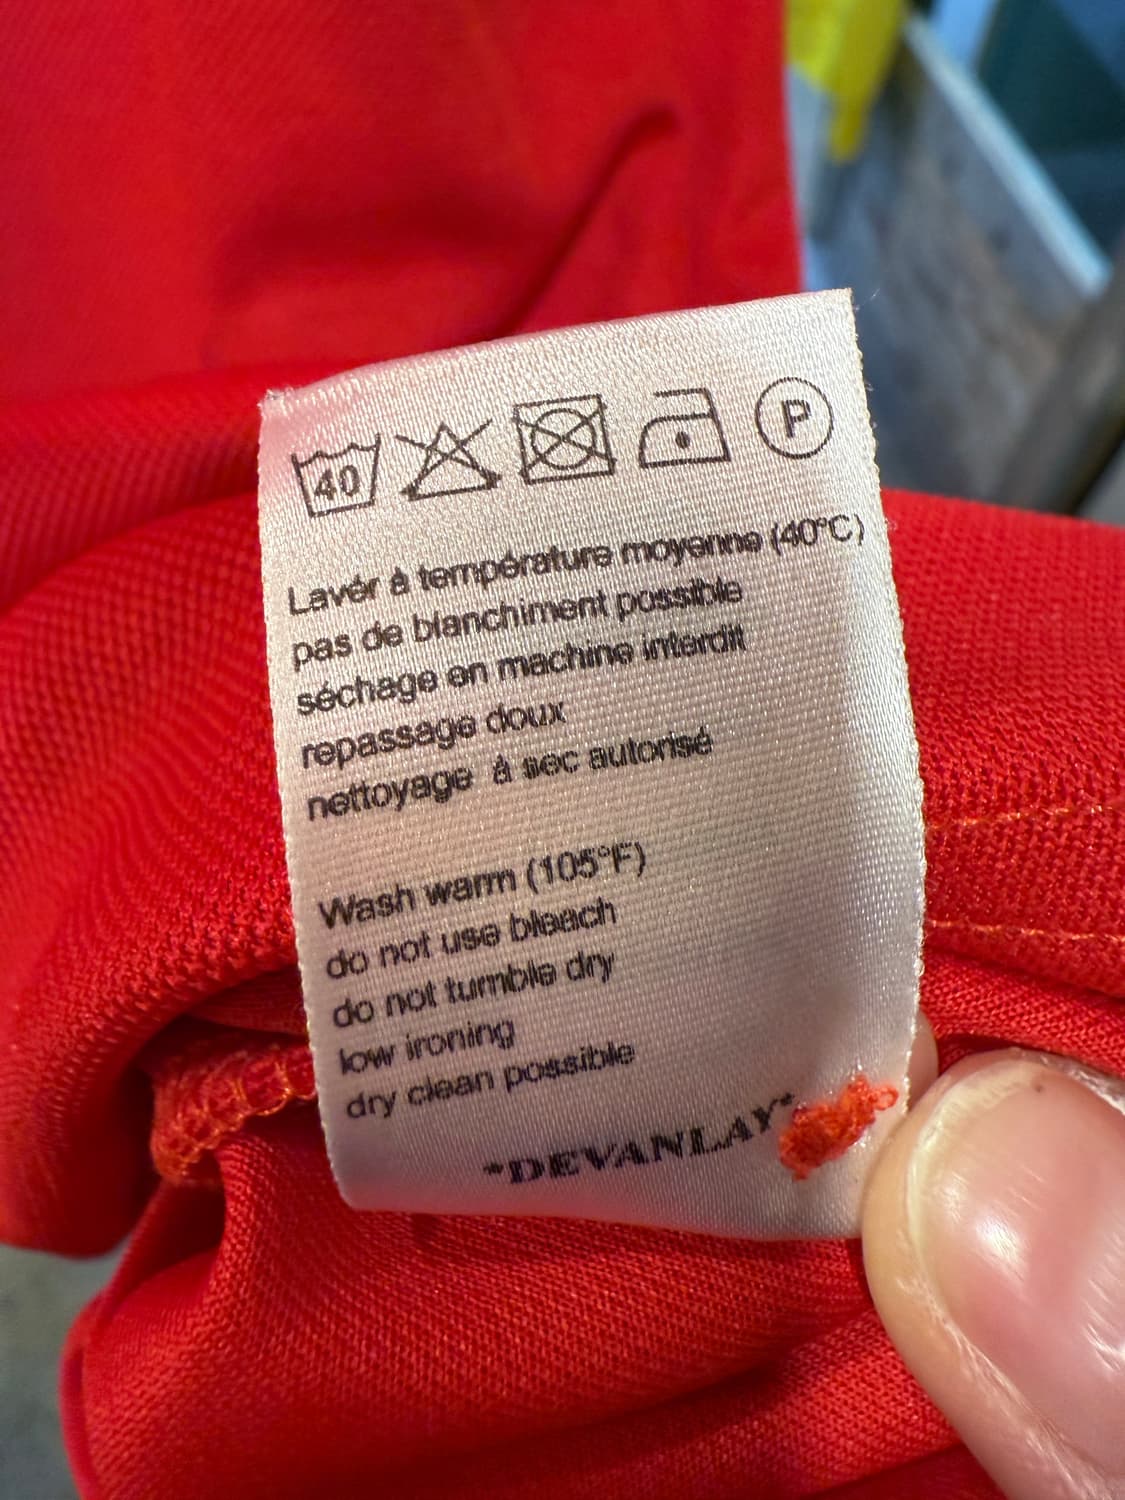 40 P
Lavér à température moyenne (40°C)
pas de blanchiment possible
séchage en machine interdit
repassage doux
nettoyage à sec autorisé
Wash warm (105°F)
do not use bleach
do not tumble dry
low ironing
dry clean possible
*DEVANLAY*